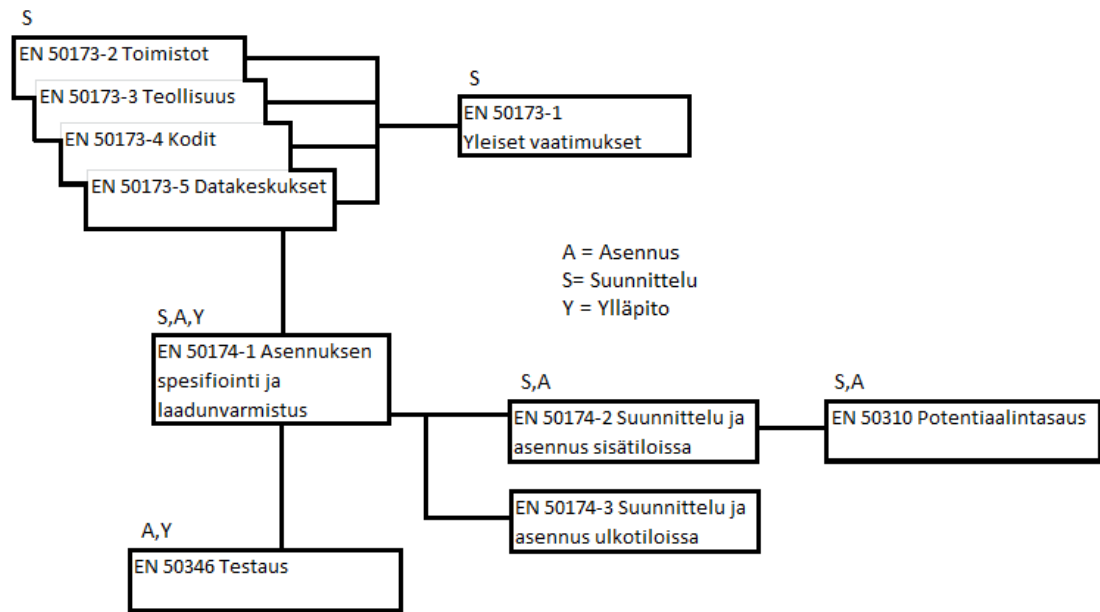 S
EN 50173-2 Toimistot
EN 50173-3 Teollisuus
EN 50173-4 Kodit
EN 50173-5 Datakeskukset
S
EN 50173-1
Yleiset vaatimukset
A = Asennus
S= Suunnittelu
Y = Ylläpito
S,A,Y
EN 50174-1 Asennuksen
spesifiointi ja
laadunvarmistus
S,A
EN 50174-2 Suunnittelu ja
asennus sisätiloissa
S,A
EN 50310 Potentiaalintasaus
EN 50174-3 Suunnittelu ja
asennus ulkotiloissa
A,Y
EN 50346 Testaus